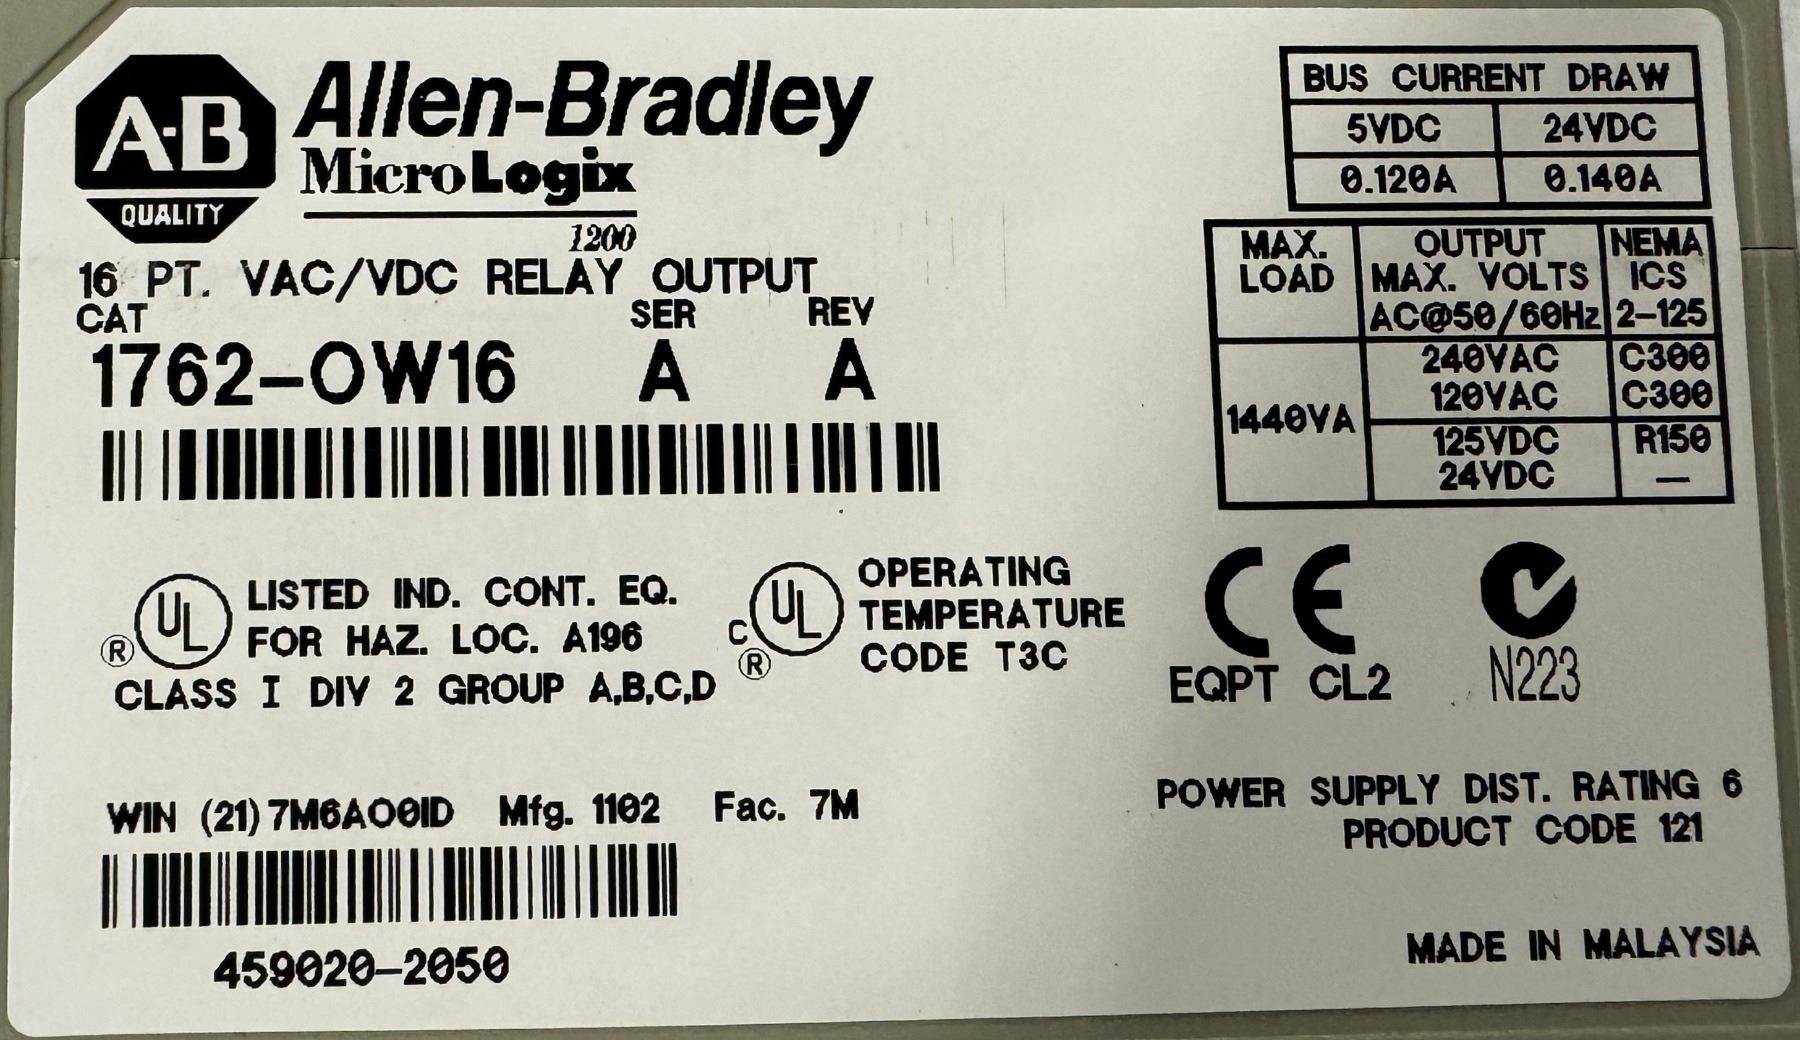 A-B
QUALITY
Allen-Bradley
MicroLogix
1200
16 PT. VAC/VDC RELAY OUTPUT
CAT SER REV
1762-OW16 A A
BUS CURRENT DRAW
5VDC 24VDC
0.120A 0.140A
MAX. LOAD OUTPUT MAX. VOLTS AC@50/60Hz NEMA ICS 2-125
1440VA
240VAC C300
120VAC C300
125VDC R150
24VDC —
UL ® LISTED IND. CONT. EQ.
FOR HAZ. LOC. A196
CLASS I DIV 2 GROUP A,B,C,D
C UL ® OPERATING
TEMPERATURE
CODE T3C
CE
EQPT CL2
N223
WIN (21) 7M6AO0ID Mfg. 1102 Fac. 7M
459020-2050
POWER SUPPLY DIST. RATING 6
PRODUCT CODE 121
MADE IN MALAYSIA